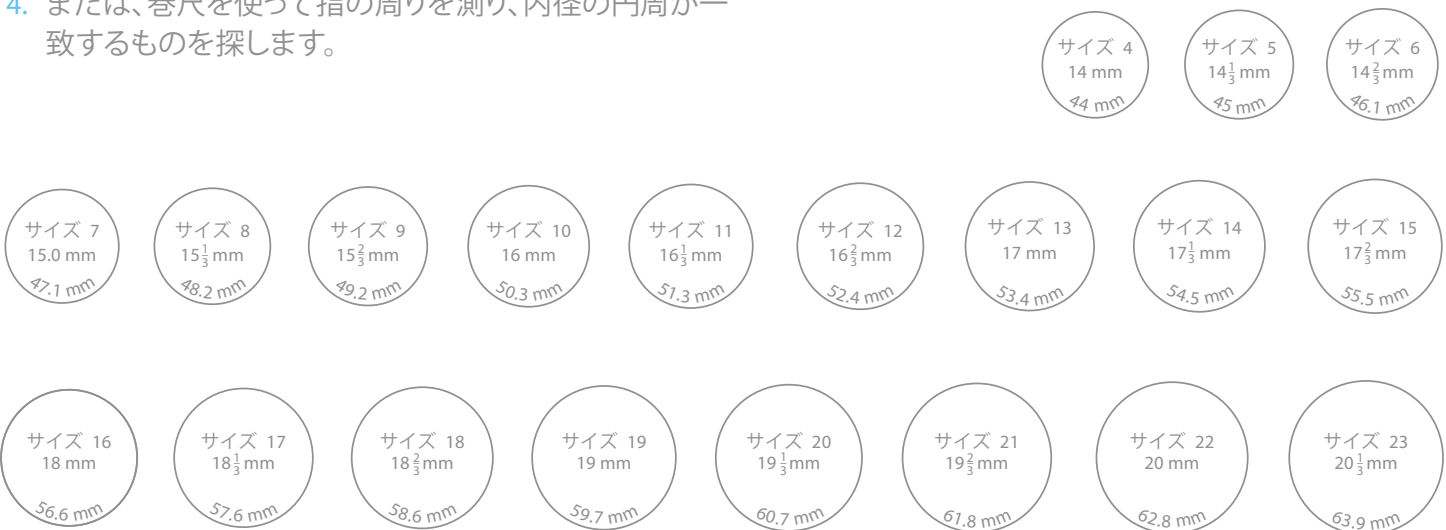 4. または、巻尺を使って指の周りを測り、内径の円周が一
致するものを探します。
サイズ 4
14 mm
44 mm
サイズ 5
14⅓ mm
45 mm
サイズ 6
14⅔ mm
46.1 mm
サイズ 7
15.0 mm
47.1 mm
サイズ 8
15⅓ mm
48.2 mm
サイズ 9
15⅔ mm
49.2 mm
サイズ 10
16 mm
50.3 mm
サイズ 11
16⅓ mm
51.3 mm
サイズ 12
16⅔ mm
52.4 mm
サイズ 13
17 mm
53.4 mm
サイズ 14
17⅓ mm
54.5 mm
サイズ 15
17⅔ mm
55.5 mm
サイズ 16
18 mm
56.6 mm
サイズ 17
18⅓ mm
57.6 mm
サイズ 18
18⅔ mm
58.6 mm
サイズ 19
19 mm
59.7 mm
サイズ 20
19⅓ mm
60.7 mm
サイズ 21
19⅔ mm
61.8 mm
サイズ 22
20 mm
62.8 mm
サイズ 23
20⅓ mm
63.9 mm